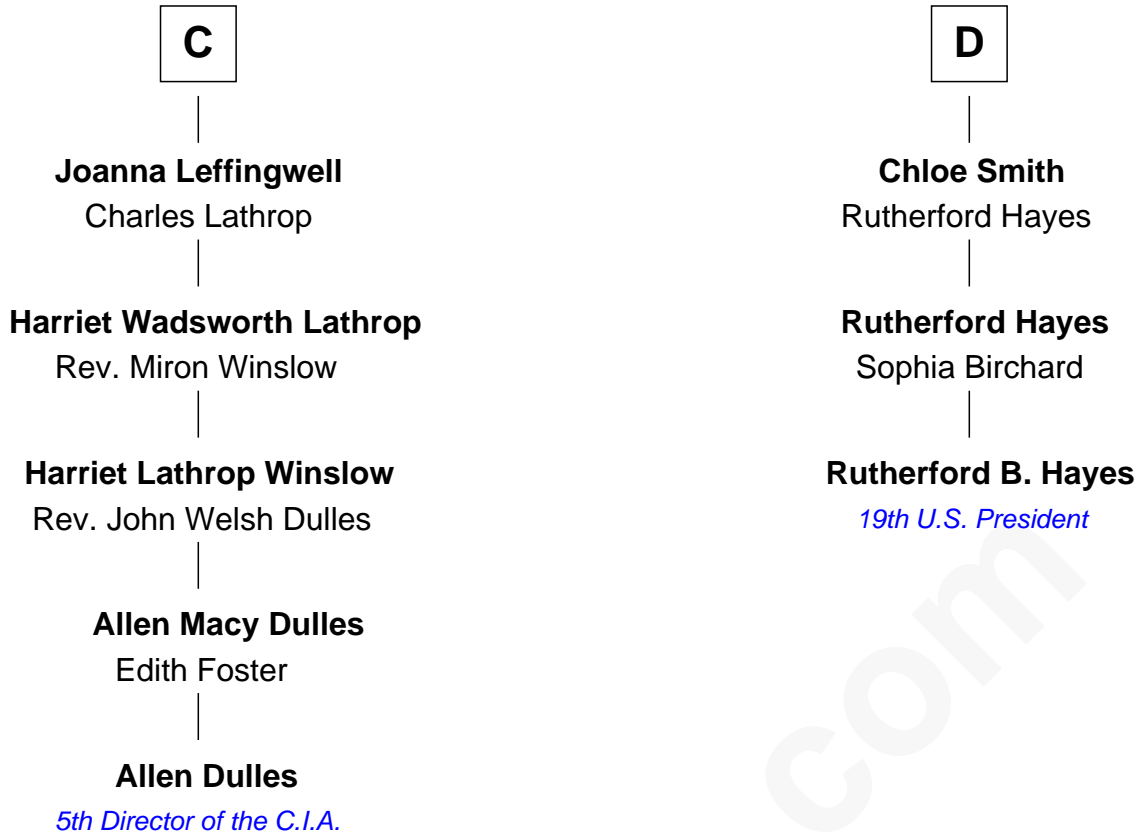 C
Joanna Leffingwell
Charles Lathrop
Harriet Wadsworth Lathrop
Rev. Miron Winslow
Harriet Lathrop Winslow
Rev. John Welsh Dulles
Allen Macy Dulles
Edith Foster
Allen Dulles
5th Director of the C.I.A.
D
Chloe Smith
Rutherford Hayes
Rutherford Hayes
Sophia Birchard
Rutherford B. Hayes
19th U.S. President
com